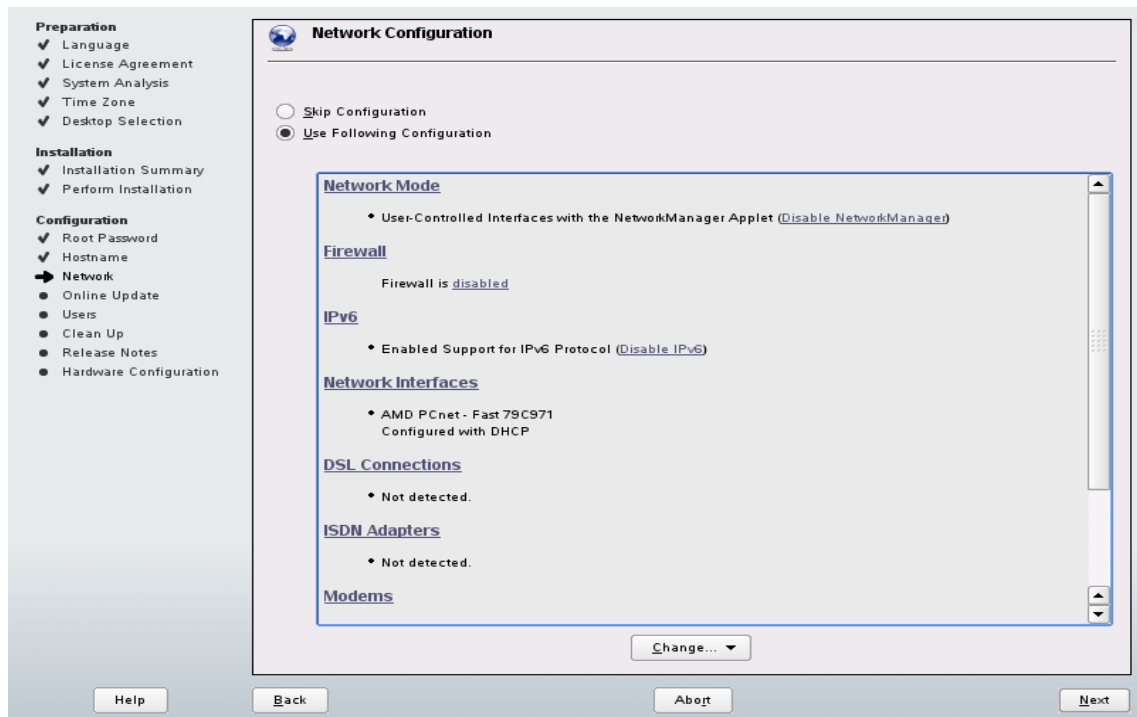 Preparation
Language
License Agreement
System Analysis
Time Zone
Desktop Selection
Installation
Installation Summary
Perform Installation
Configuration
Root Password
Hostname
Network
Online Update
Users
Clean Up
Release Notes
Hardware Configuration
Network Configuration
Skip Configuration
Use Following Configuration
Network Mode
• User-Controlled Interfaces with the NetworkManager Applet (Disable NetworkManager)
Firewall
Firewall is disabled
IPv6
• Enabled Support for IPv6 Protocol (Disable IPv6)
Network Interfaces
• AMD PCnet - Fast 79C971
Configured with DHCP
DSL Connections
• Not detected.
ISDN Adapters
• Not detected.
Modems
Change...
Help
Back
Abort
Next